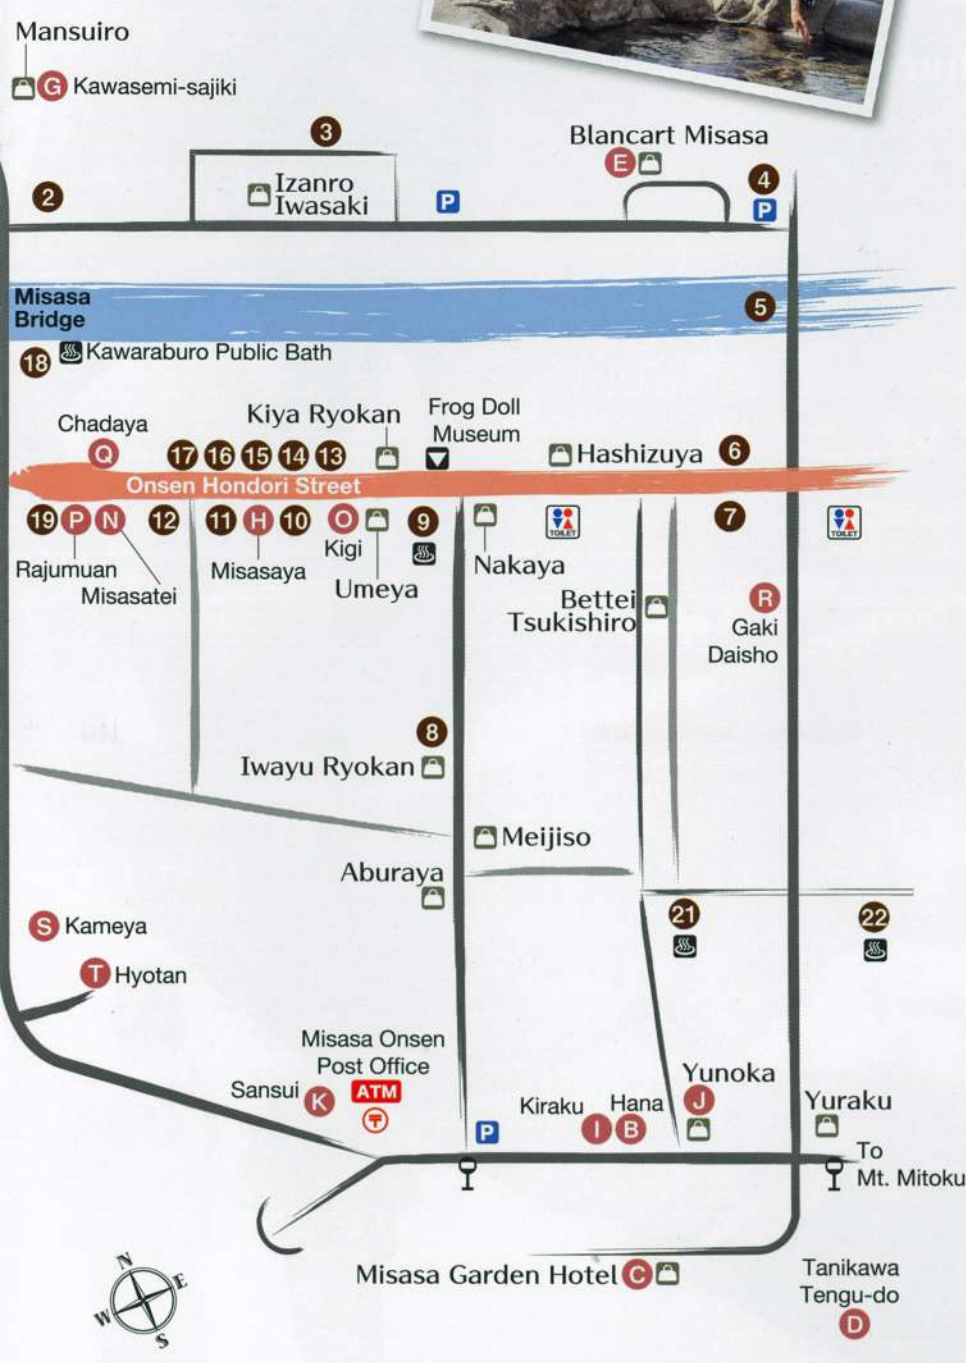 Mansuiro
G Kawasemi-sajiki
3
Blancart Misasa
E
2
Izanro
Iwasaki
P
4
P
Misasa
Bridge
5
18
Kawaraburo Public Bath
Chadaya
Q
Kiya Ryokan
Frog Doll
Museum
17 16 15 14 13
Hashizuya
6
Onsen Hondori Street
19 P N 12 11 H 10 O 9
Kigi
Rajumuan
Misasatei
Misasaya
Umeya
Nakaya
TOILET
7
TOILET
Bettei
Tsukishiro
R
Gaki
Daisho
8
Iwayu Ryokan
Meijiso
Aburaya
21
22
S Kameya
T Hyotan
Misasa Onsen
Post Office
Sansui K
ATM
〒
Kiraku
I
Hana
B
Yunoka
J
Yuraku
P
To
Mt. Mitoku
Misasa Garden Hotel C
Tanikawa
Tengu-do
D
N
E
W
S